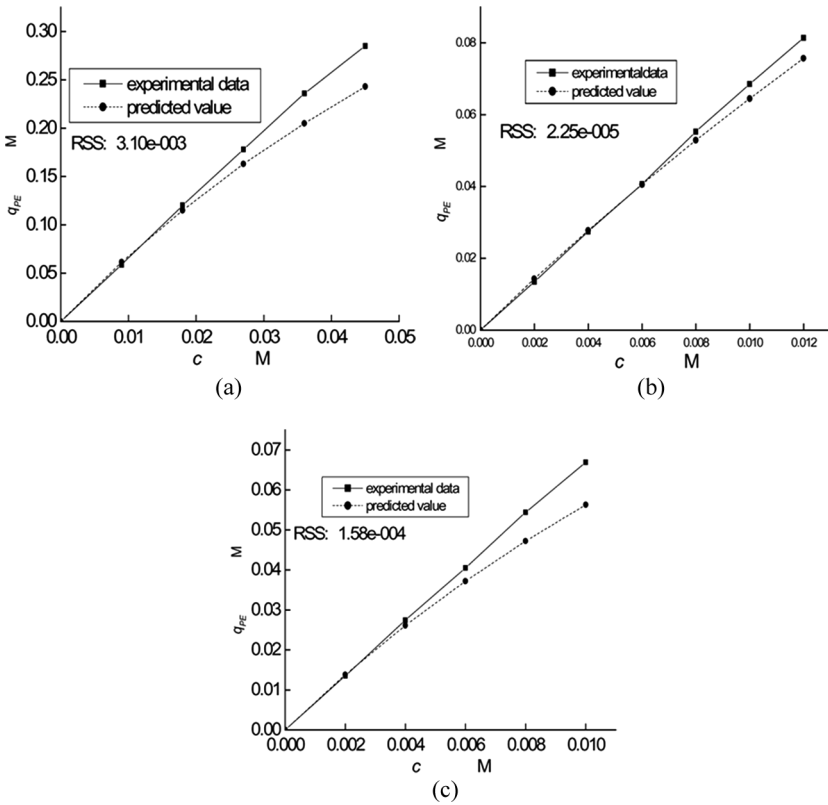 0.30
0.25
0.20
0.15
0.10
0.05
0.00
q_PE M
experimental data
predicted value
RSS: 3.10e-003
0.00 0.01 0.02 0.03 0.04 0.05
c M
(a)
0.08
0.06
0.04
0.02
0.00
q_PE M
experimentaldata
predicted value
RSS: 2.25e-005
0.000 0.002 0.004 0.006 0.008 0.010 0.012
c M
(b)
0.07
0.06
0.05
0.04
0.03
0.02
0.01
0.00
q_PE M
experimental data
predicted value
RSS: 1.58e-004
0.000 0.002 0.004 0.006 0.008 0.010
c M
(c)